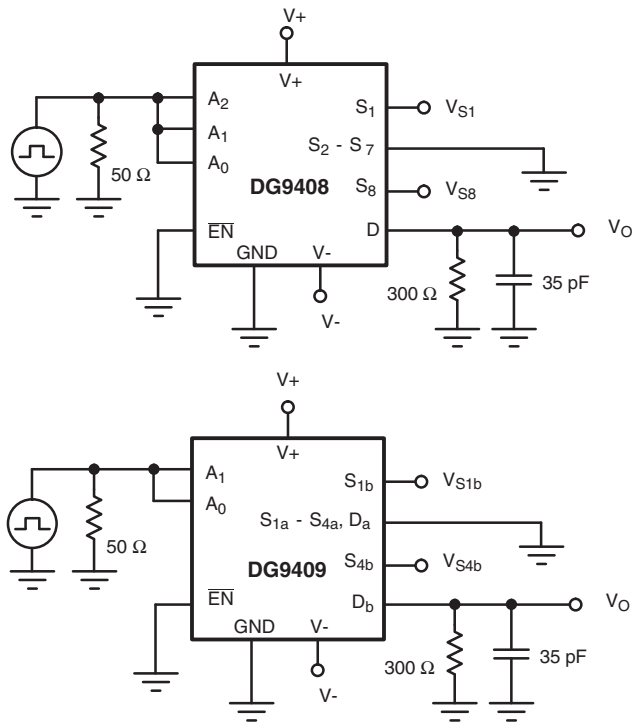 V+
V+
A2
S1
VS1
A1
S2 - S7
A0
50 Ω
DG9408
S8
VS8
EN
D
VO
GND
V-
300 Ω
35 pF
V-
V+
V+
A1
S1b
VS1b
A0
S1a - S4a, Da
50 Ω
DG9409
S4b
VS4b
EN
Db
VO
GND
V-
300 Ω
35 pF
V-